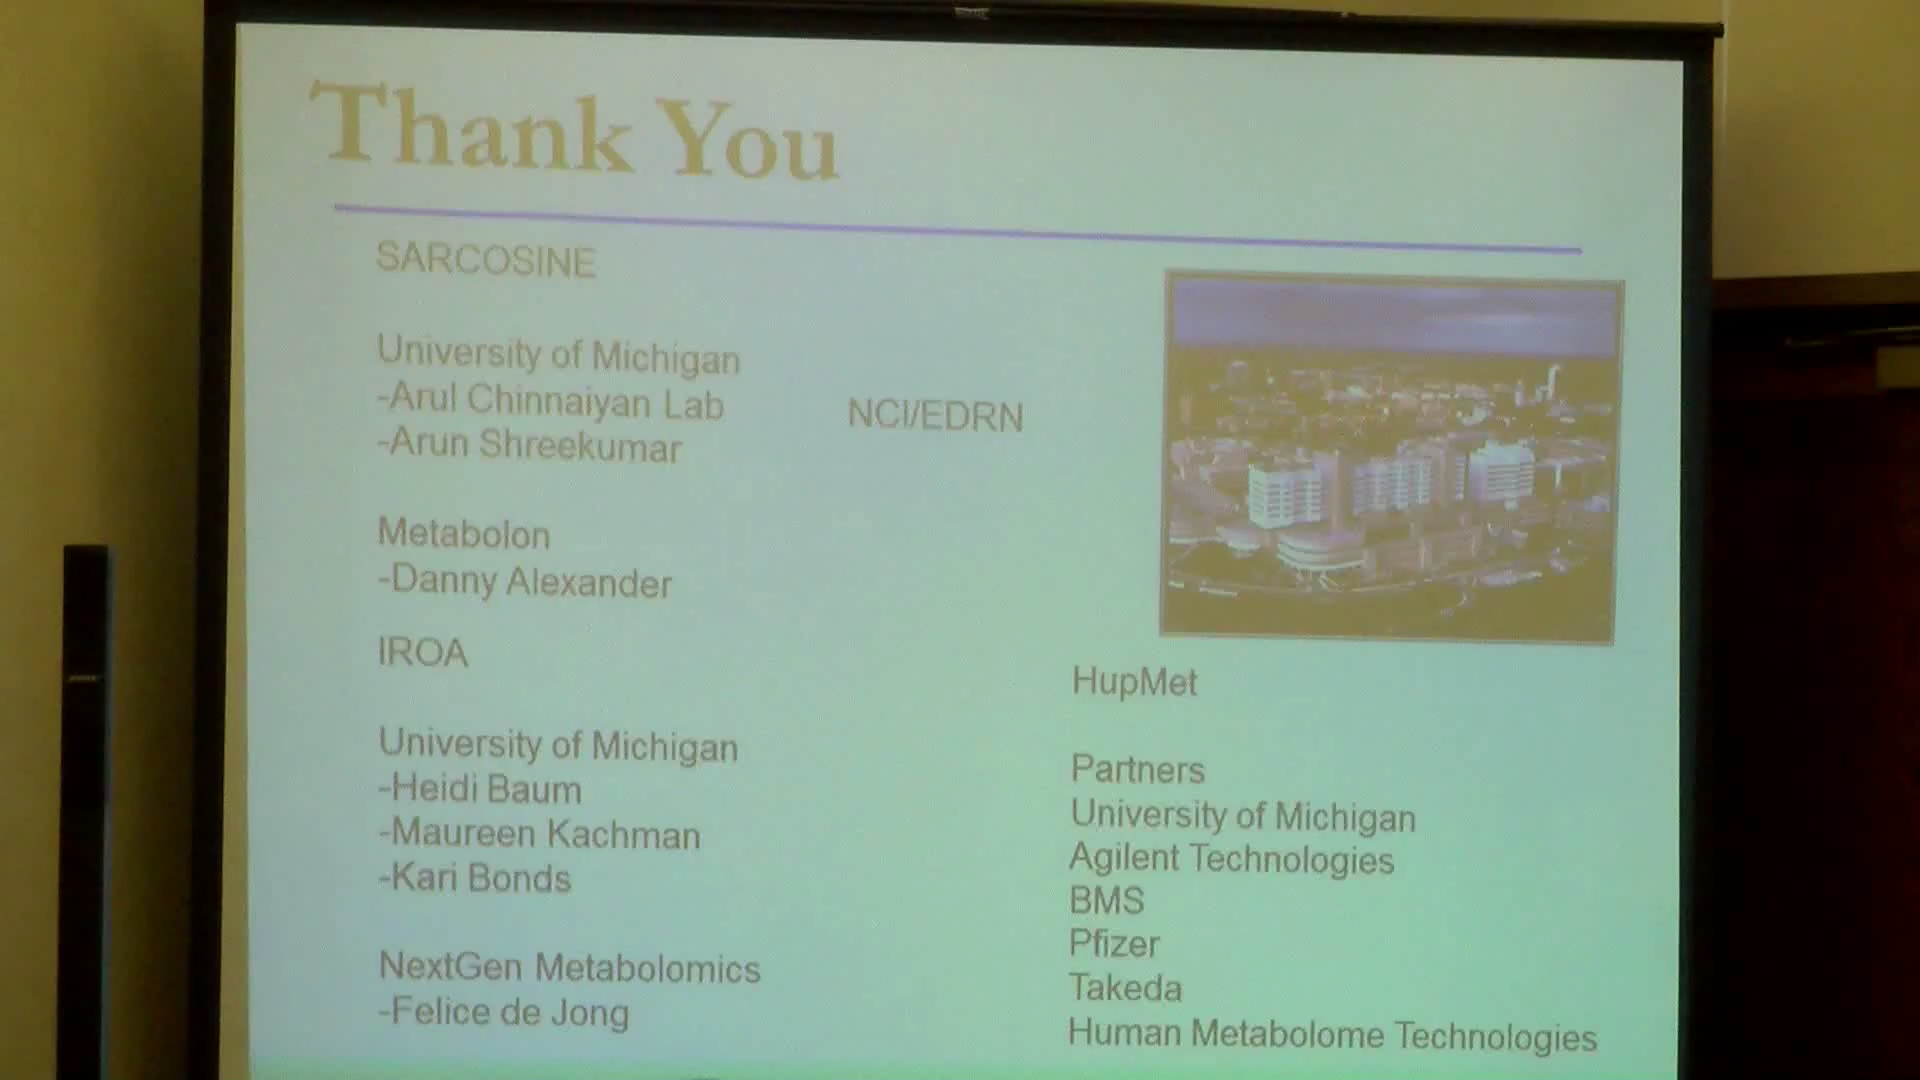 Thank You
SARCOSINE
University of Michigan
-Arul Chinnaiyan Lab
-Arun Shreekumar
NCI/EDRN
Metabolon
-Danny Alexander
IROA
University of Michigan
-Heidi Baum
-Maureen Kachman
-Kari Bonds
NextGen Metabolomics
-Felice de Jong
HupMet
Partners
University of Michigan
Agilent Technologies
BMS
Pfizer
Takeda
Human Metabolome Technologies